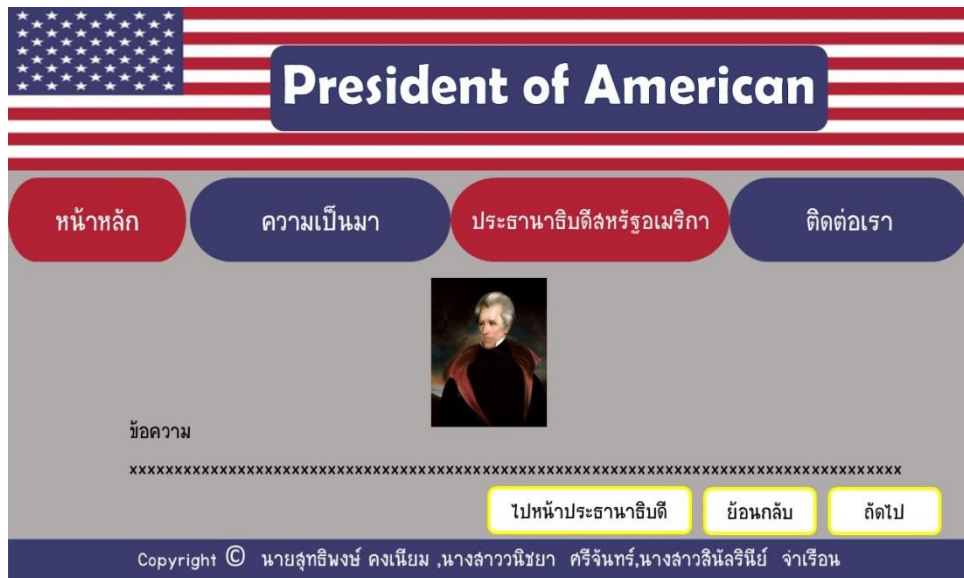 President of American
หน้าหลัก ความเป็นมา ประธานาธิบดีสหรัฐอเมริกา ติดต่อเรา
ข้อความ
xxxxxxxxxxxxxxxxxxxxxxxxxxxxxxxxxxxxxxxxxxxxxxxxxxxxxxxxxxxxxxxxxxxxxxxxxxxxxxxxxxxxxx
ไปหน้าประธานาธิบดี ย้อนกลับ ถัดไป
Copyright © นายสุทธิพงษ์ คงเนียม ,นางสาววนิชยา ศรีจันทร์,นางสาวสินัลรินีย์ จ่าเรือน